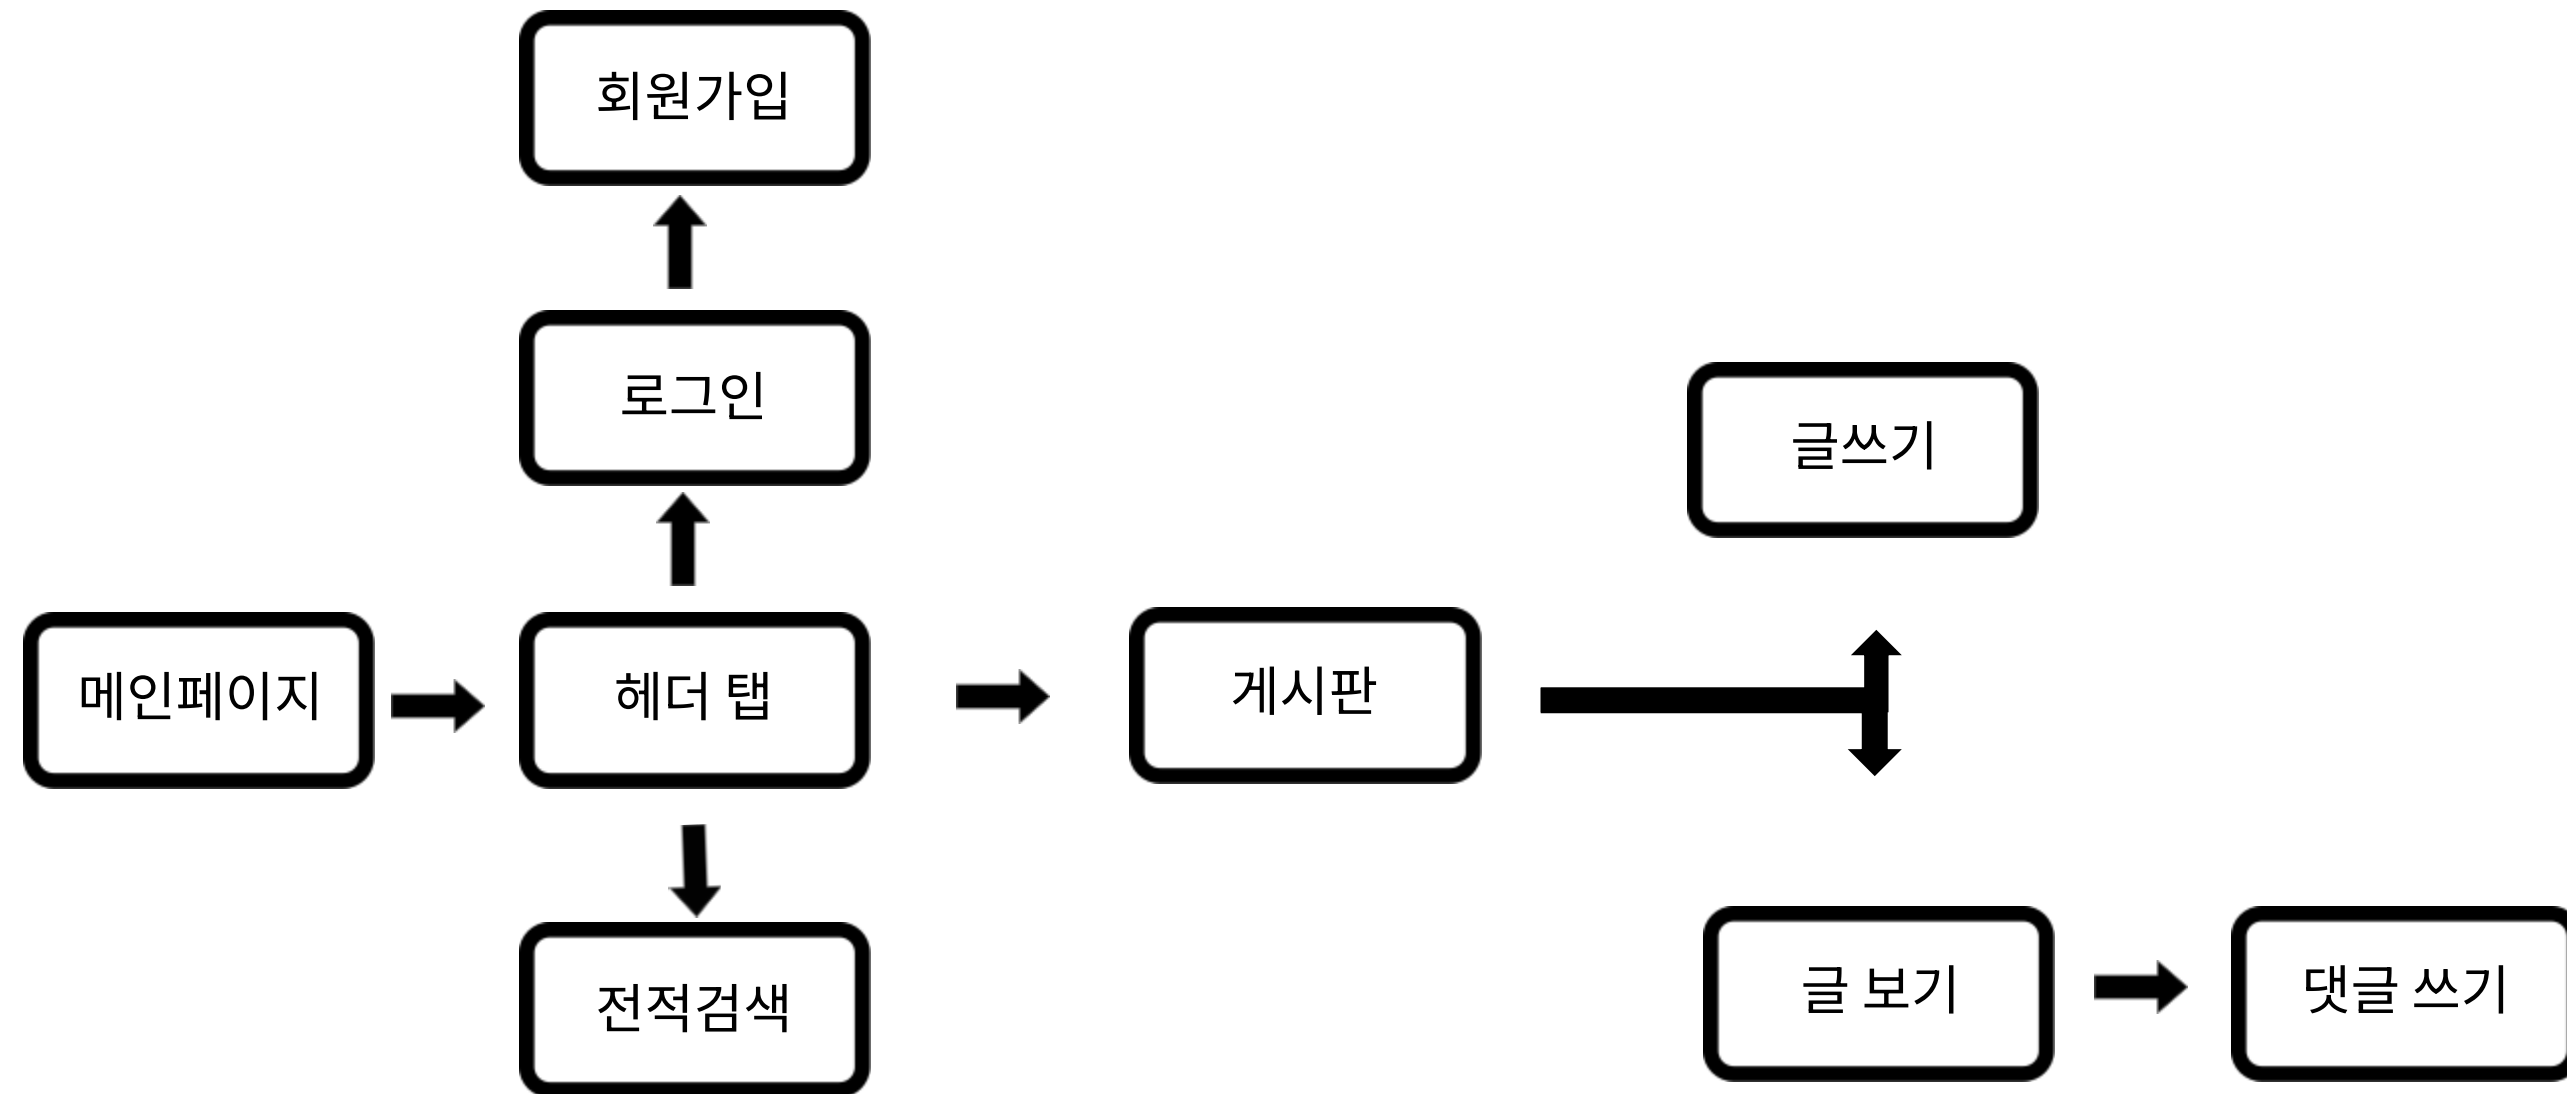 회원가입
로그인
글쓰기
메인페이지
헤더 탭
게시판
글 보기
댓글 쓰기
전적검색